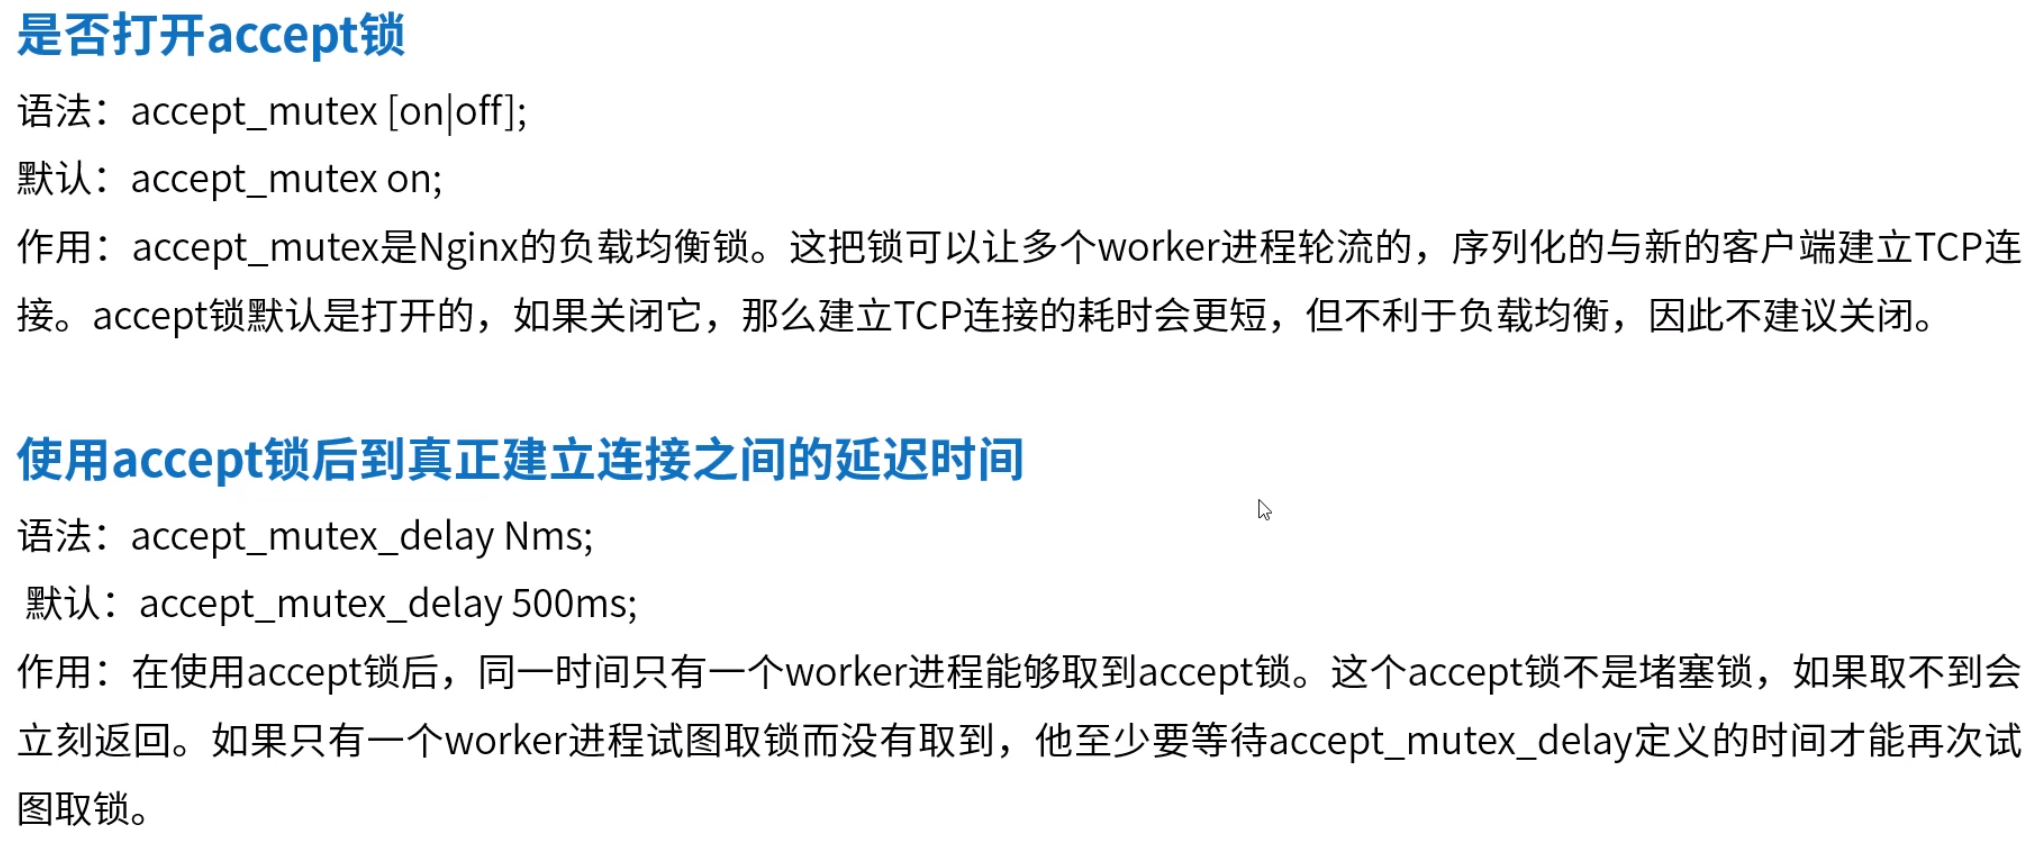 是否打开accept锁
语法：accept_mutex [on|off];
默认：accept_mutex on;
作用：accept_mutex是Nginx的负载均衡锁。这把锁可以让多个worker进程轮流的，序列化的与新的客户端建立TCP连
接。accept锁默认是打开的，如果关闭它，那么建立TCP连接的耗时会更短，但不利于负载均衡，因此不建议关闭。
使用accept锁后到真正建立连接之间的延迟时间
语法：accept_mutex_delay Nms;
默认：accept_mutex_delay 500ms;
作用：在使用accept锁后，同一时间只有一个worker进程能够取到accept锁。这个accept锁不是堵塞锁，如果取不到会
立刻返回。如果只有一个worker进程试图取锁而没有取到，他至少要等待accept_mutex_delay定义的时间才能再次试
图取锁。